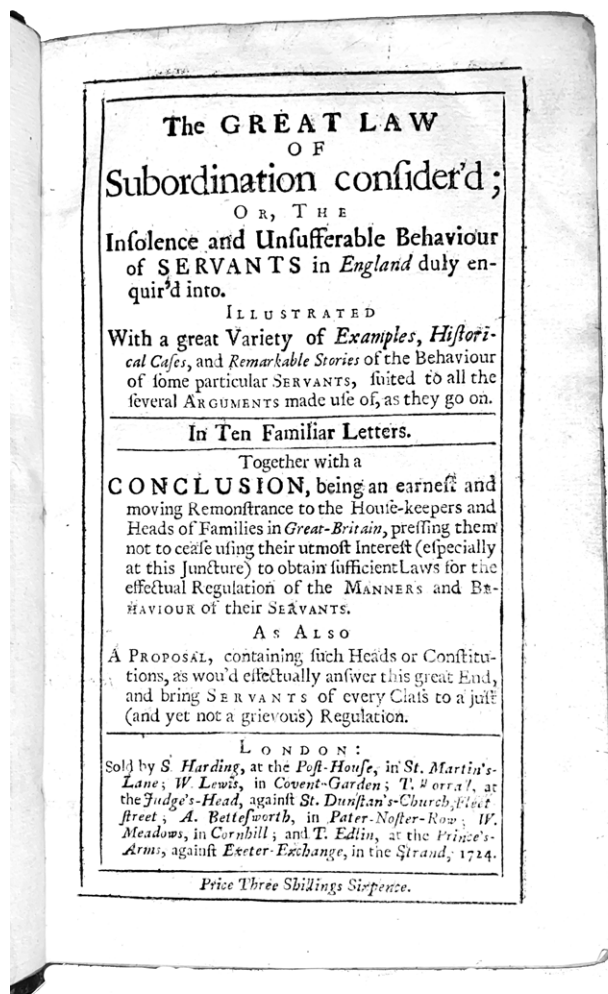 The GREAT LAW
OF
Subordination conſider'd;
OR, THE
Inſolence and Unſufferable Behaviour
of SERVANTS in England duly en-
quir'd into.
ILLUSTRATED
With a great Variety of Examples, Hiſtori-
cal Caſes, and Remarkable Stories of the Behaviour
of ſome particular SERVANTS, ſuited to all the
ſeveral ARGUMENTS made uſe of, as they go on.
In Ten Familiar Letters.
Together with a
CONCLUSION, being an earneſt and
moving Remonſtrance to the Houſe-keepers and
Heads of Families in Great-Britain, preſſing them
not to ceaſe uſing their utmoſt Intereſt (eſpecially
at this Juncture) to obtain ſufficient Laws for the
effectual Regulation of the MANNERS and BE-
HAVIOUR of their SERVANTS.
AS ALSO
A PROPOSAL, containing ſuch Heads or Conſtitu-
tions, as wou'd effectually anſwer this great End,
and bring SERVANTS of every Claſs to a juſt
(and yet not a grievous) Regulation.
LONDON:
Sold by S. Harding, at the Poſt-Houſe, in St. Martin's-
Lane; W. Lewis, in Covent-Garden; T. Worral, at
the Judge's-Head, againſt St. Dunſtan's-Church, Fleet
ſtreet; A. Betteſworth, in Pater-Noſter-Row; W.
Meadows, in Cornhill; and T. Edlin, at the Prince's-
Arms, againſt Exeter-Exchange, in the Strand, 1724.
Price Three Shillings Sixpence.